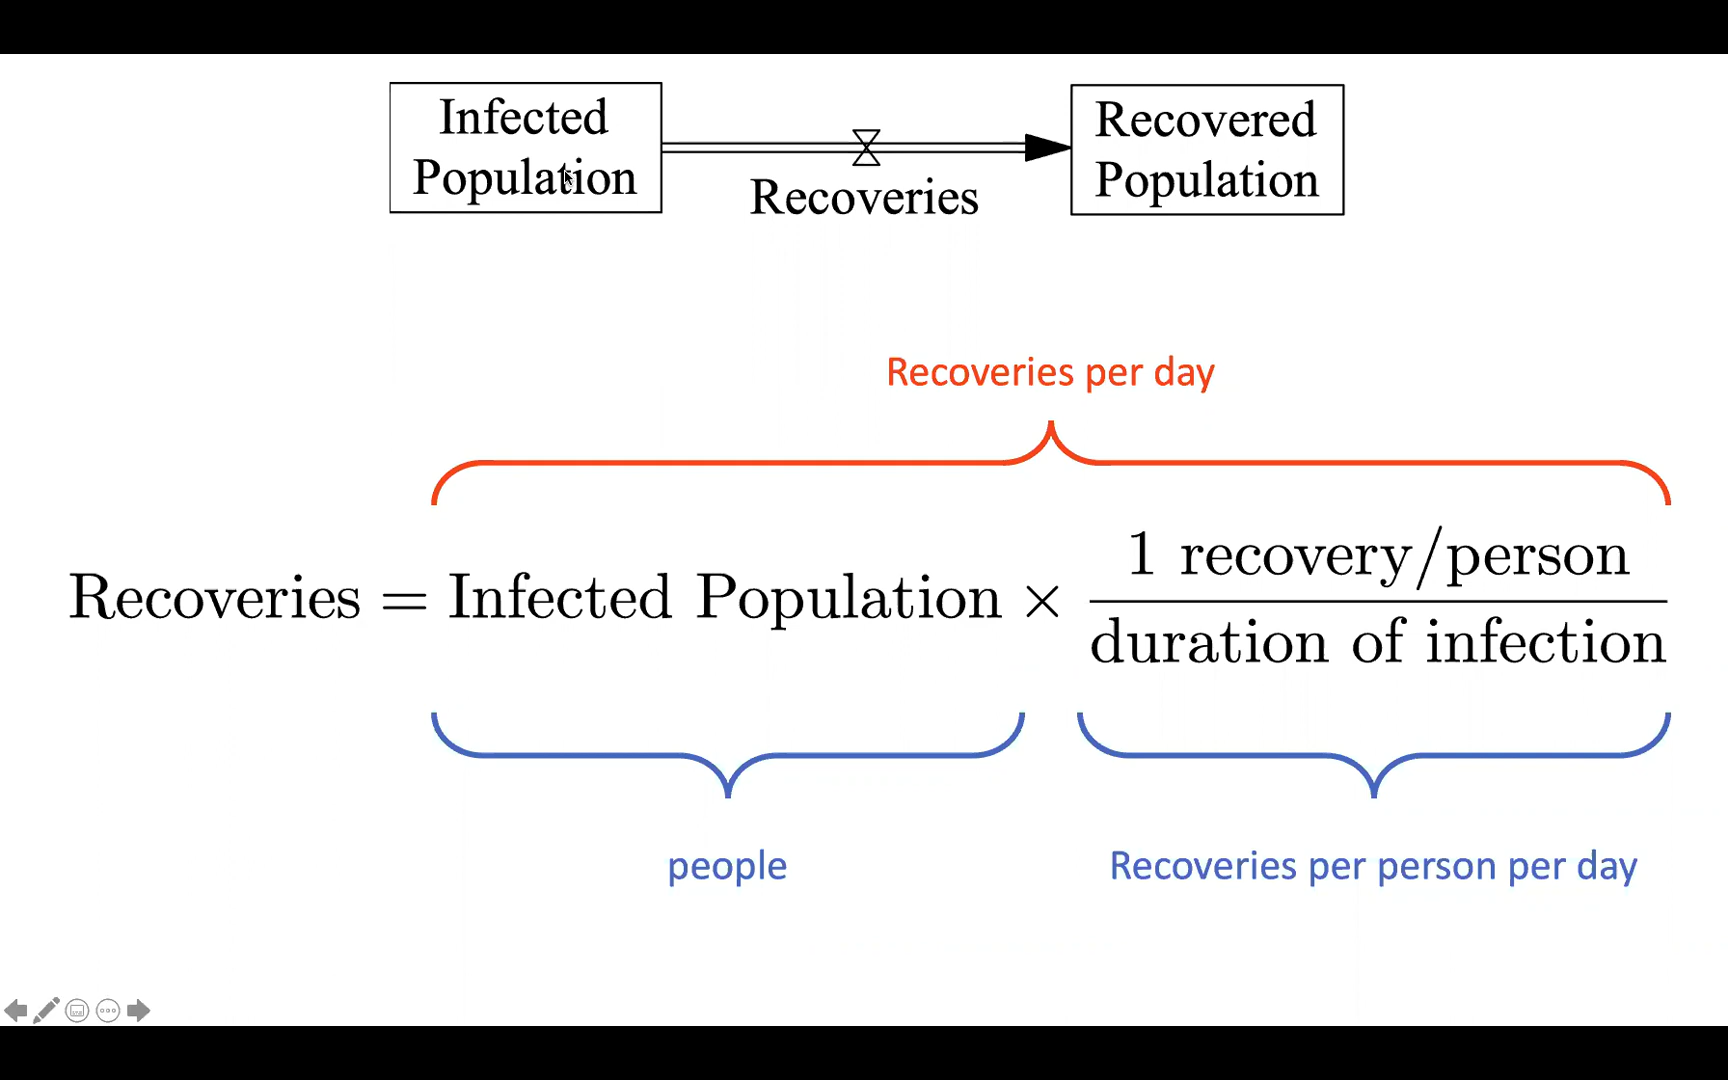 Infected
Population
Recoveries
Recovered
Population
Recoveries per day
Recoveries = Infected Population × 1 recovery/person
duration of infection
people
Recoveries per person per day